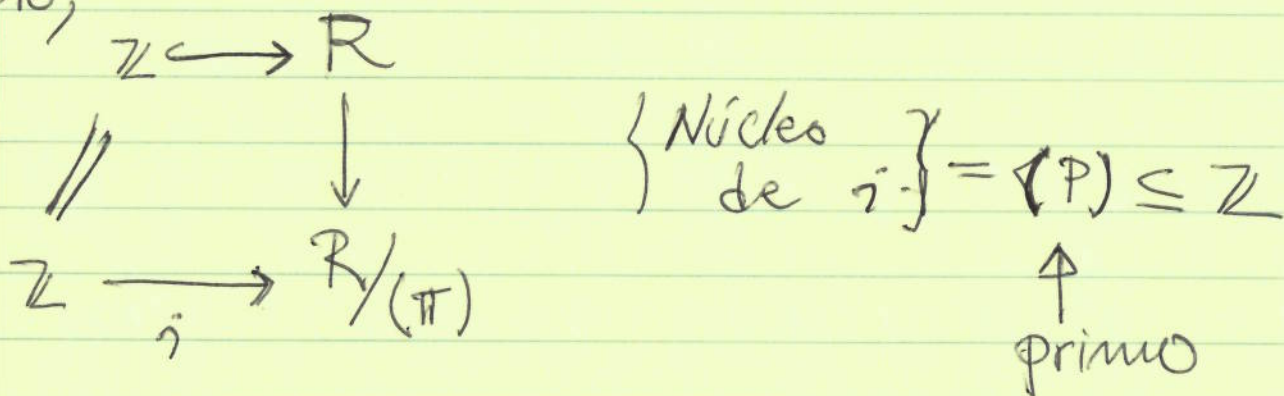 ℤ ↪ R
{Núcleo
de i} = (P) ≤ ℤ
ℤ → R/(π)
i
primo